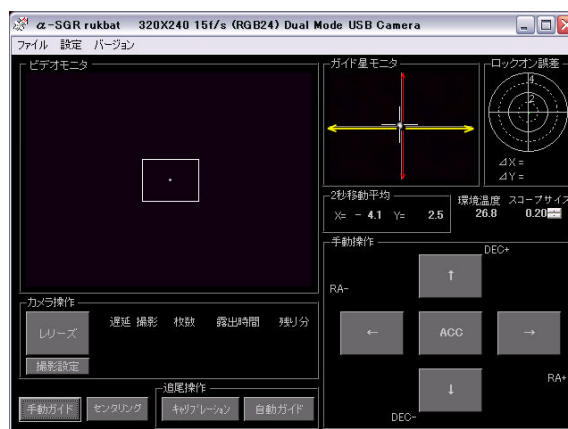 α-SGR rukbat 320X240 15f/s (RGB24) Dual Mode USB Camera
ファイル 設定 バージョン
ビデオモニタ
ガイド星モニタ
ロックオン誤差
4
2
⊿X=
⊿Y=
2秒移動平均
X= - 4.1 Y= 2.5
環境温度 スコープサイズ
26.8 0.20
手動操作
DEC+
↑
RA-
← ACC →
↓
RA+
DEC-
カメラ操作
レリーズ 遅延 撮影 枚数 露出時間 残り分
撮影設定
追尾操作
手動ガイド センタリング キャリブレーション 自動ガイド